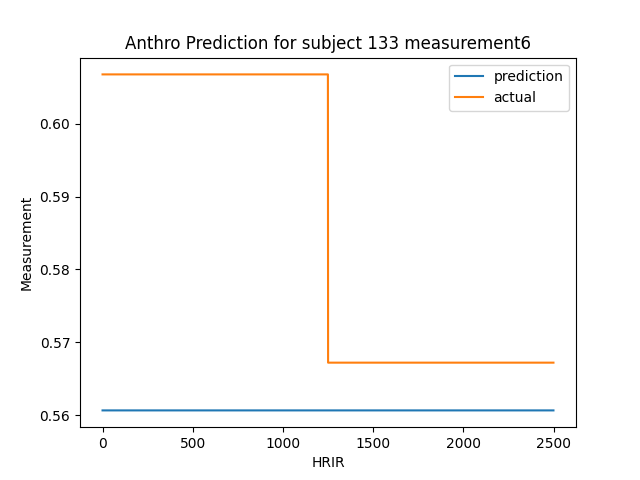 Anthro Prediction for subject 133 measurement6
prediction
actual
0.60
0.59
0.58
0.57
0.56
Measurement
0
500
1000
1500
2000
2500
HRIR